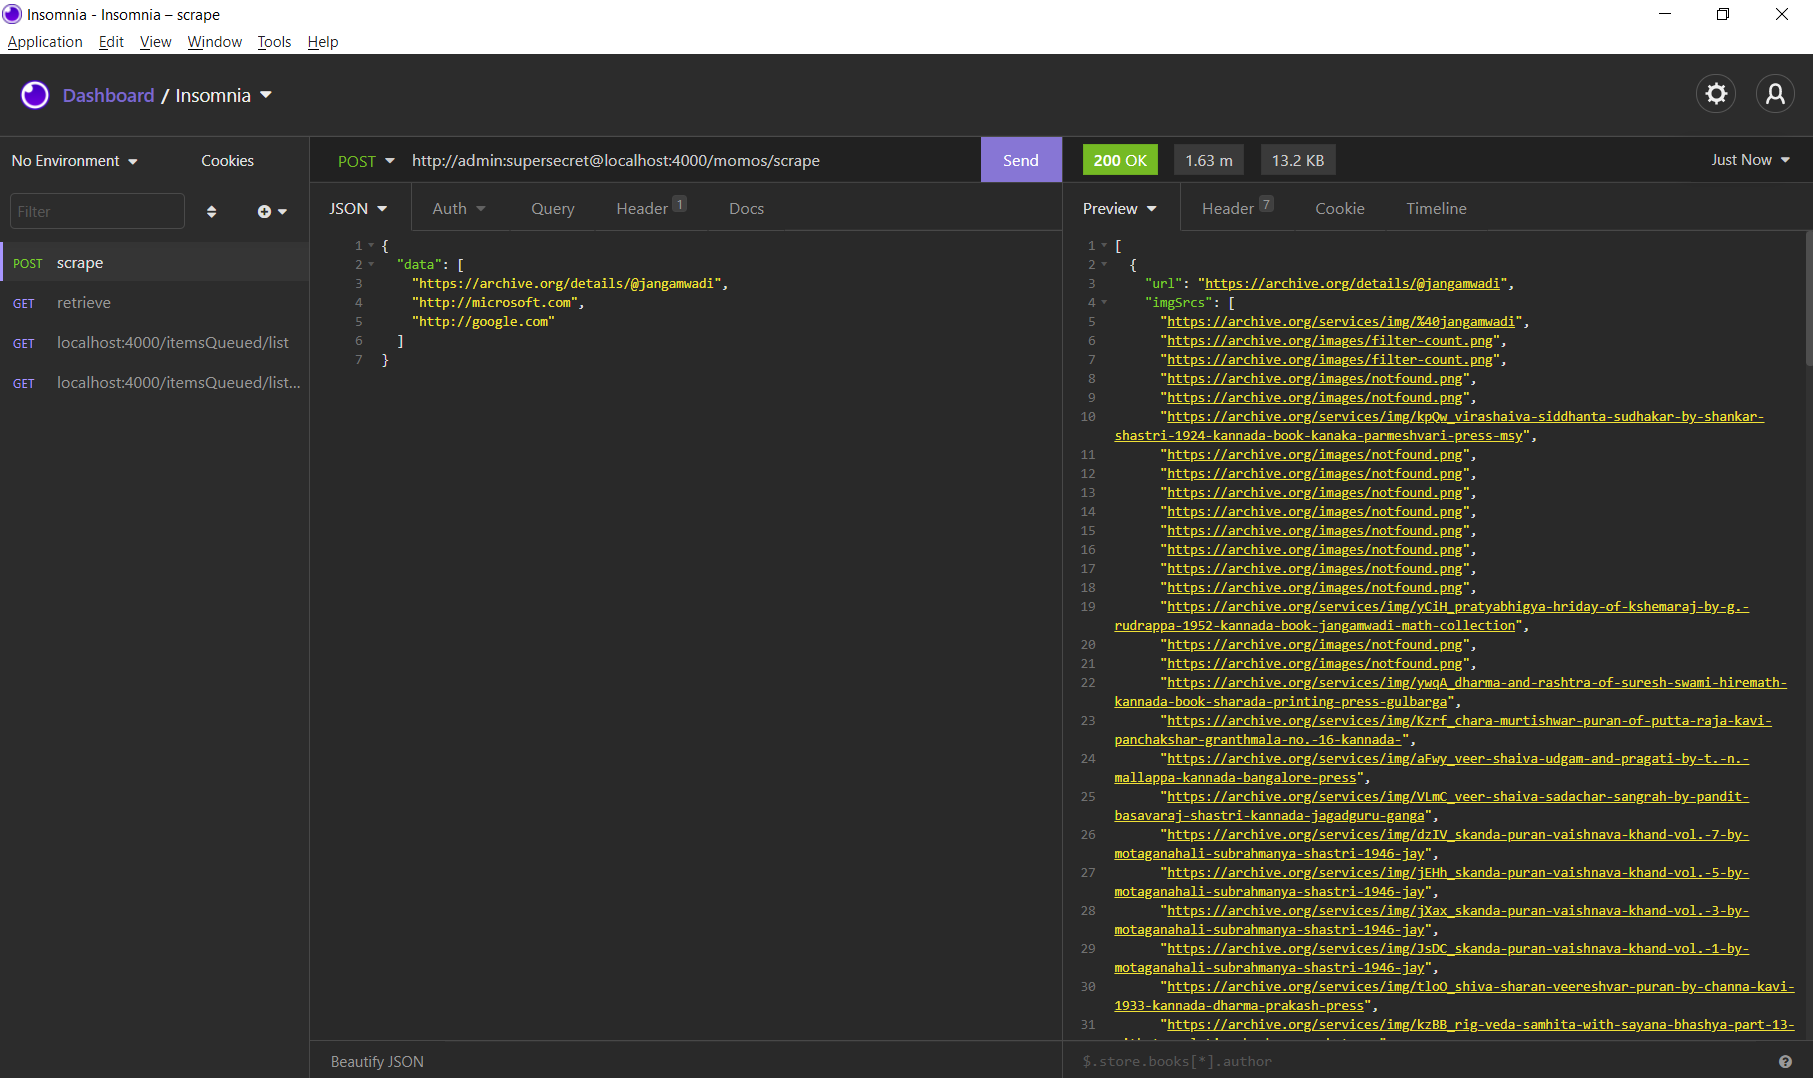 Insomnia - Insomnia – scrape
Application Edit View Window Tools Help
Dashboard / Insomnia
No Environment Cookies
Filter
POST scrape
GET retrieve
GET localhost:4000/itemsQueued/list
GET localhost:4000/itemsQueued/list...
POST http://admin:supersecret@localhost:4000/momos/scrape Send
JSON Auth Query Header 1 Docs
1 {
2 "data": [
3 "https://archive.org/details/@jangamwadi",
4 "http://microsoft.com",
5 "http://google.com"
6 ]
7 }
Beautify JSON
200 OK 1.63 m 13.2 KB Just Now
Preview Header 7 Cookie Timeline
1 [
2 {
3 "url": "https://archive.org/details/@jangamwadi",
4 "imgSrcs": [
5 "https://archive.org/services/img/%40jangamwadi",
6 "https://archive.org/images/filter-count.png",
7 "https://archive.org/images/filter-count.png",
8 "https://archive.org/images/notfound.png",
9 "https://archive.org/images/notfound.png",
10 "https://archive.org/services/img/kpQw_virashaiva-siddhanta-sudhakar-by-shankar-
shastri-1924-kannada-book-kanaka-parmeshvari-press-msy",
11 "https://archive.org/images/notfound.png",
12 "https://archive.org/images/notfound.png",
13 "https://archive.org/images/notfound.png",
14 "https://archive.org/images/notfound.png",
15 "https://archive.org/images/notfound.png",
16 "https://archive.org/images/notfound.png",
17 "https://archive.org/images/notfound.png",
18 "https://archive.org/images/notfound.png",
19 "https://archive.org/services/img/yCiH_pratyabhigya-hriday-of-kshemaraj-by-g.-
rudrappa-1952-kannada-book-jangamwadi-math-collection",
20 "https://archive.org/images/notfound.png",
21 "https://archive.org/images/notfound.png",
22 "https://archive.org/services/img/ywqA_dharma-and-rashtra-of-suresh-swami-hiremath-
kannada-book-sharada-printing-press-gulbarga",
23 "https://archive.org/services/img/Kzrf_chara-murtishwar-puran-of-putta-raja-kavi-
panchakshar-granthmala-no.-16-kannada-",
24 "https://archive.org/services/img/aFwy_veer-shaiva-udgam-and-pragati-by-t.-n.-
mallappa-kannada-bangalore-press",
25 "https://archive.org/services/img/VLmC_veer-shaiva-sadachar-sangrah-by-pandit-
basavaraj-shastri-kannada-jagadguru-ganga",
26 "https://archive.org/services/img/dzIV_skanda-puran-vaishnava-khand-vol.-7-by-
motaganahali-subrahmanya-shastri-1946-jay",
27 "https://archive.org/services/img/jEHh_skanda-puran-vaishnava-khand-vol.-5-by-
motaganahali-subrahmanya-shastri-1946-jay",
28 "https://archive.org/services/img/jXax_skanda-puran-vaishnava-khand-vol.-3-by-
motaganahali-subrahmanya-shastri-1946-jay",
29 "https://archive.org/services/img/JsDC_skanda-puran-vaishnava-khand-vol.-1-by-
motaganahali-subrahmanya-shastri-1946-jay",
30 "https://archive.org/services/img/tloO_shiva-sharan-veereshvar-puran-by-channa-kavi-
1933-kannada-dharma-prakash-press",
31 "https://archive.org/services/img/kzBB_rig-veda-samhita-with-sayana-bhashya-part-13-
$.store.books[*].author